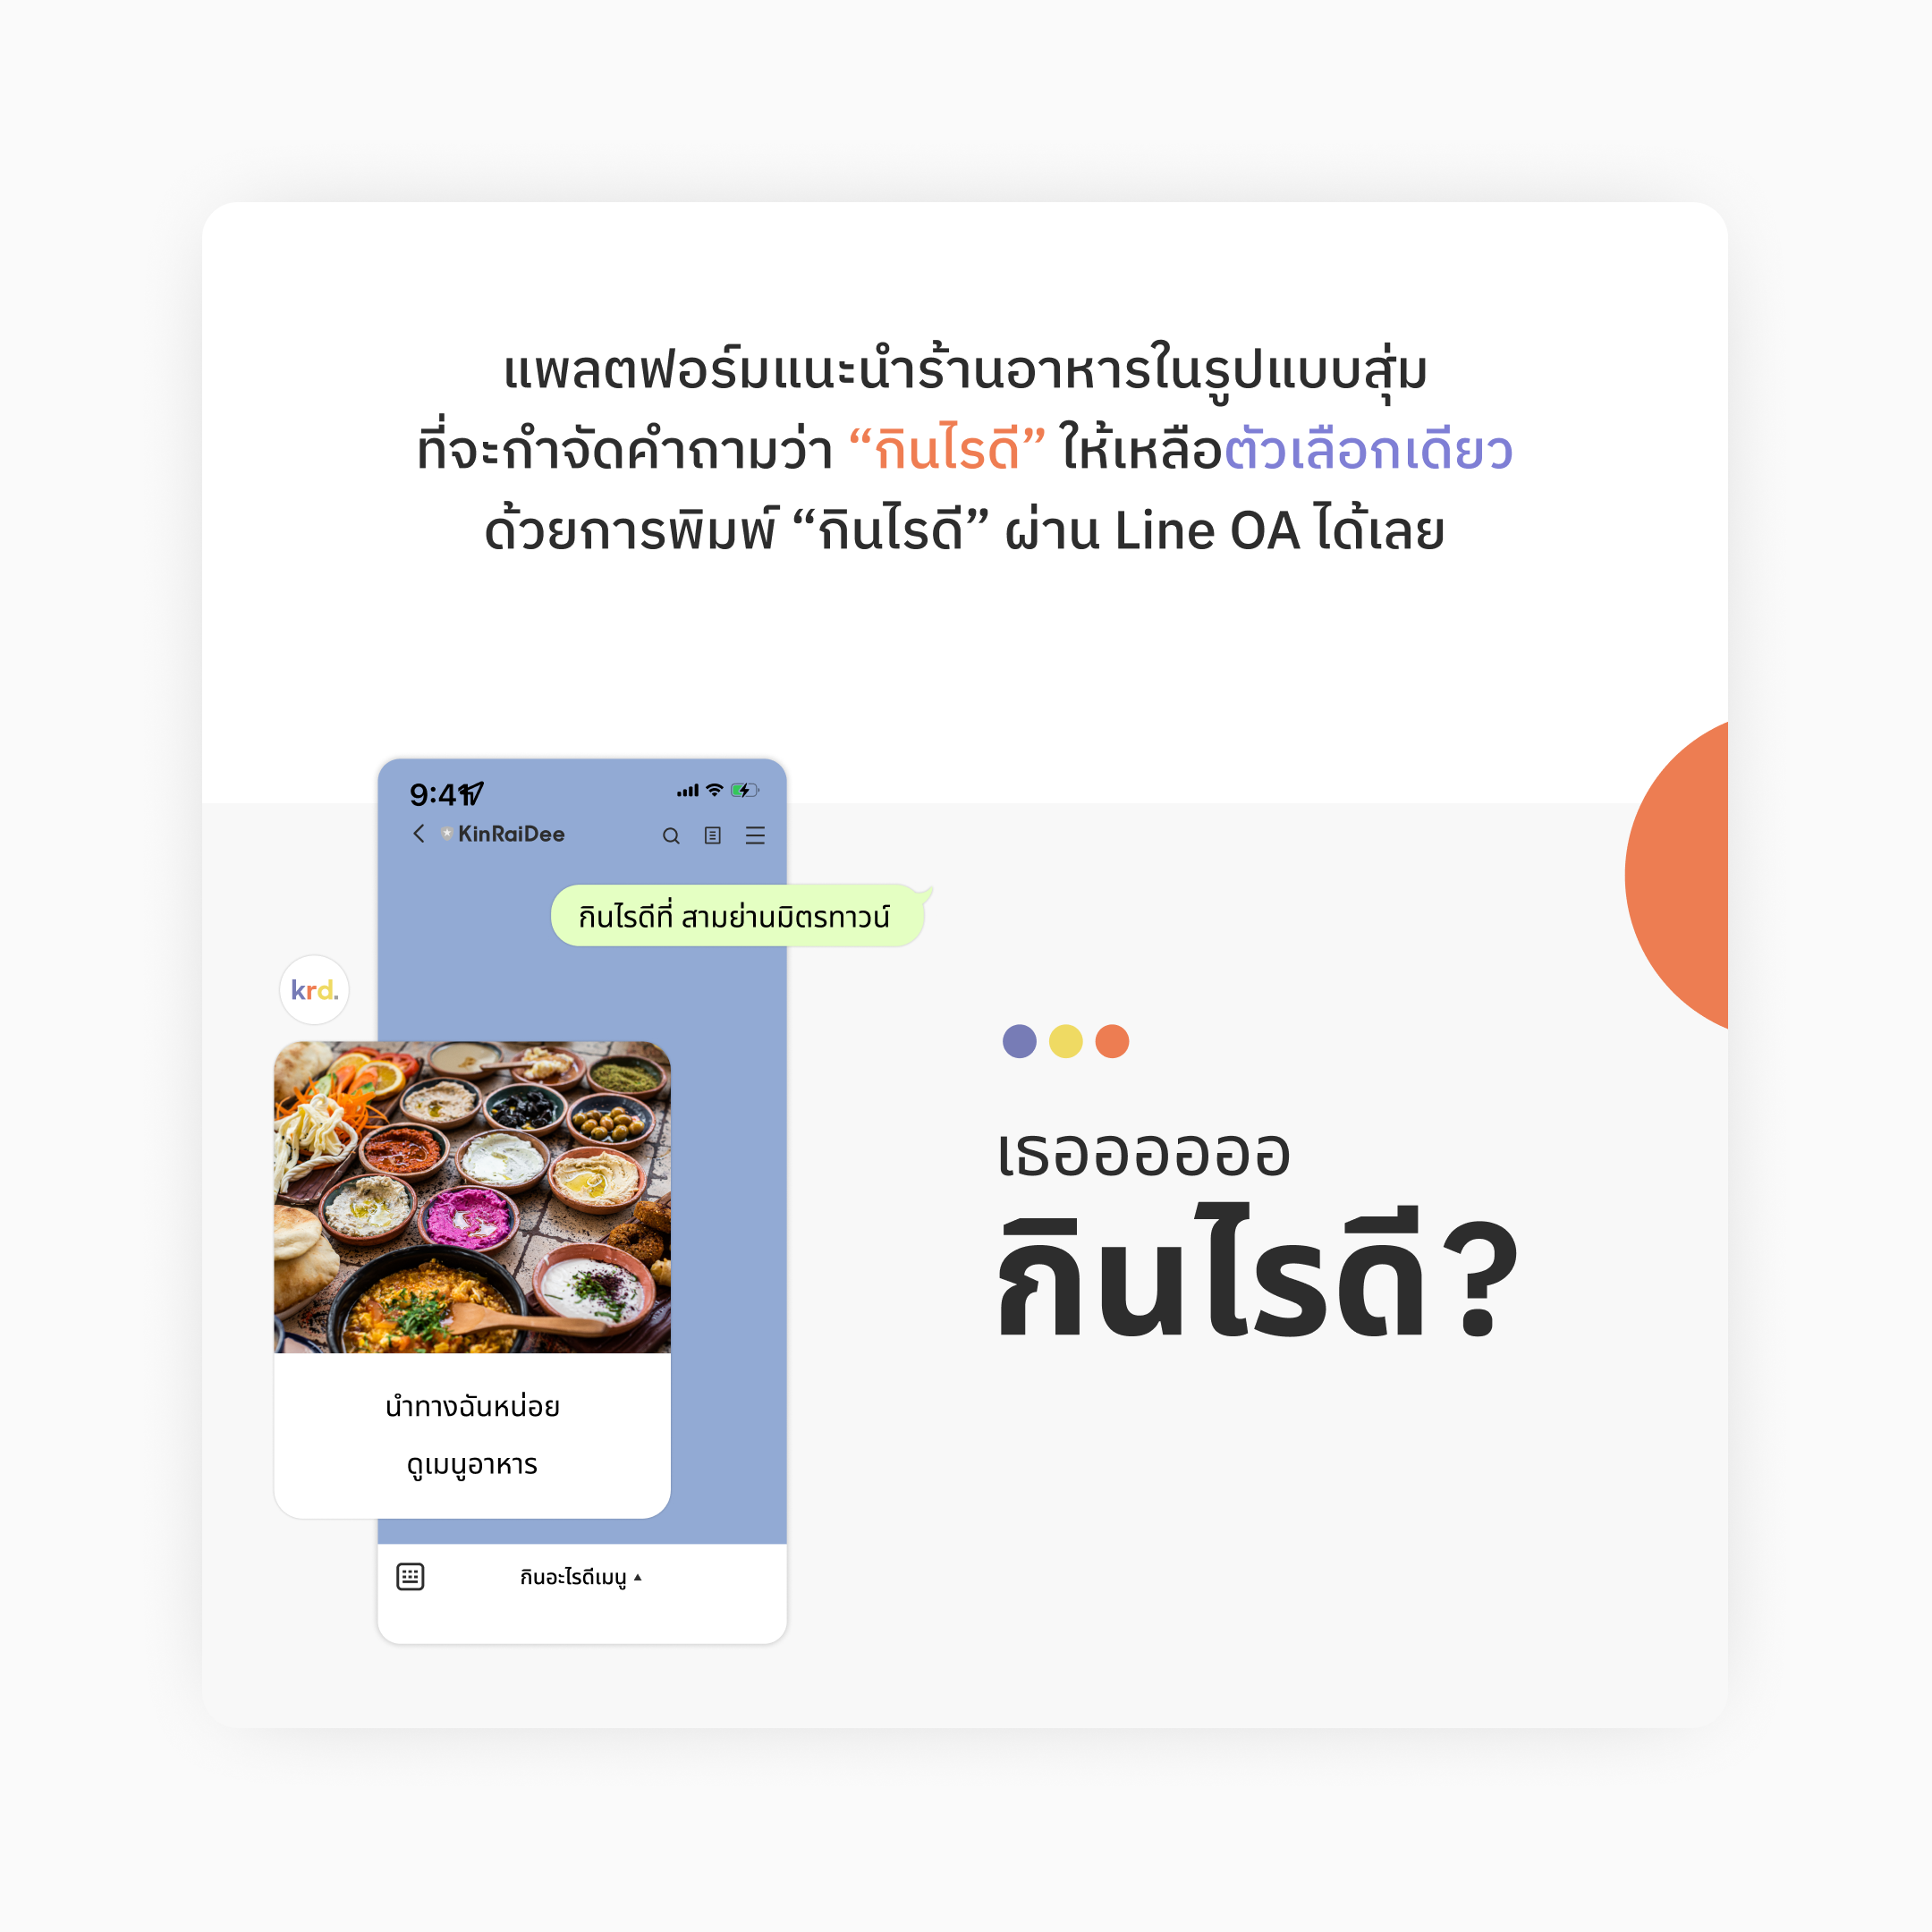 แพลตฟอร์มแนะนำร้านอาหารในรูปแบบสุ่ม
ที่จะกำจัดคำถามว่า “กินไรดี” ให้เหลือตัวเลือกเดียว
ด้วยการพิมพ์ “กินไรดี” ผ่าน Line OA ได้เลย
9:41
KinRaiDee
กินไรดีที่ สามย่านมิตรทาวน์
krd.
นำทางฉันหน่อย
ดูเมนูอาหาร
กินอะไรดีเมนู ▲
เธออออออ
กินไรดี?